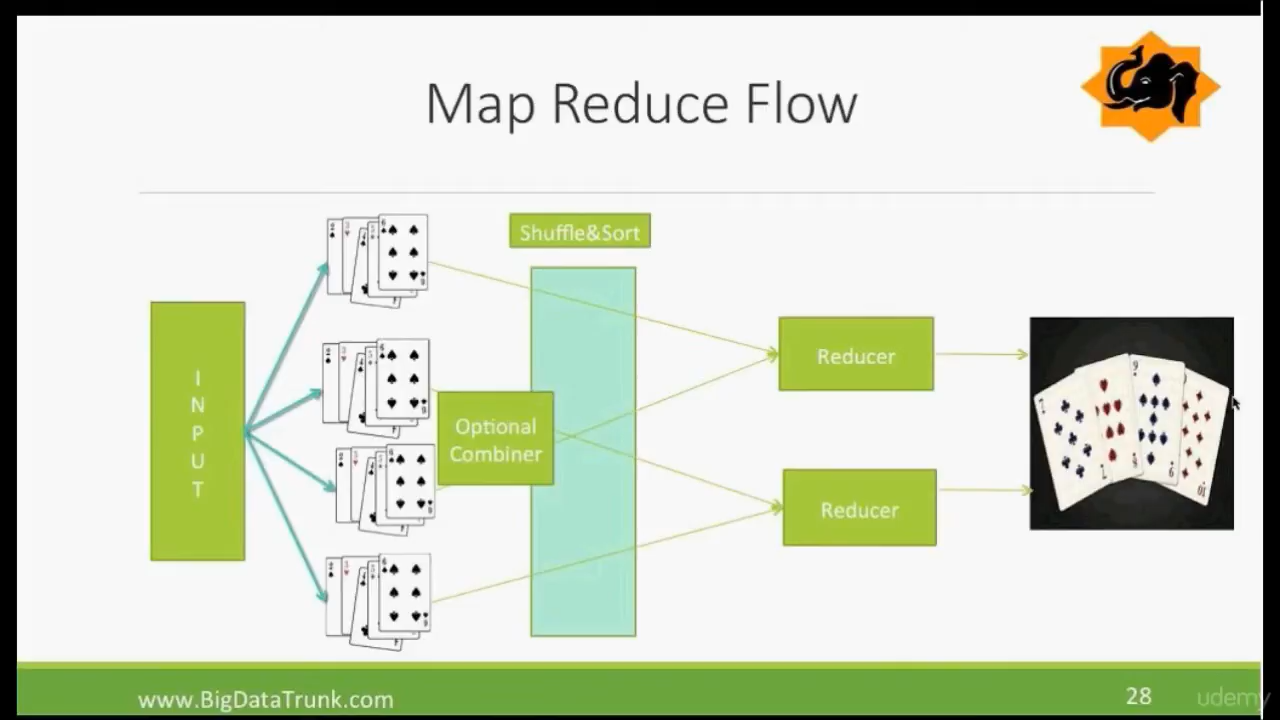 Map Reduce Flow
Shuffle&Sort
I
N
P
U
T
Optional
Combiner
Reducer
Reducer
www.BigDataTrunk.com
28
udemy